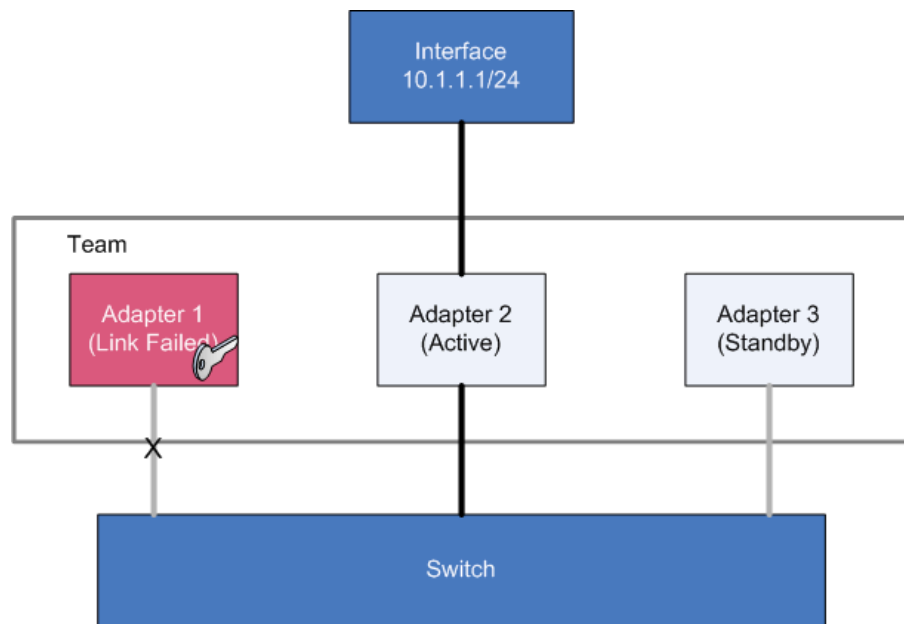 Interface
10.1.1.1/24
Team
Adapter 1
(Link Failed)
Adapter 2
(Active)
Adapter 3
(Standby)
X
Switch